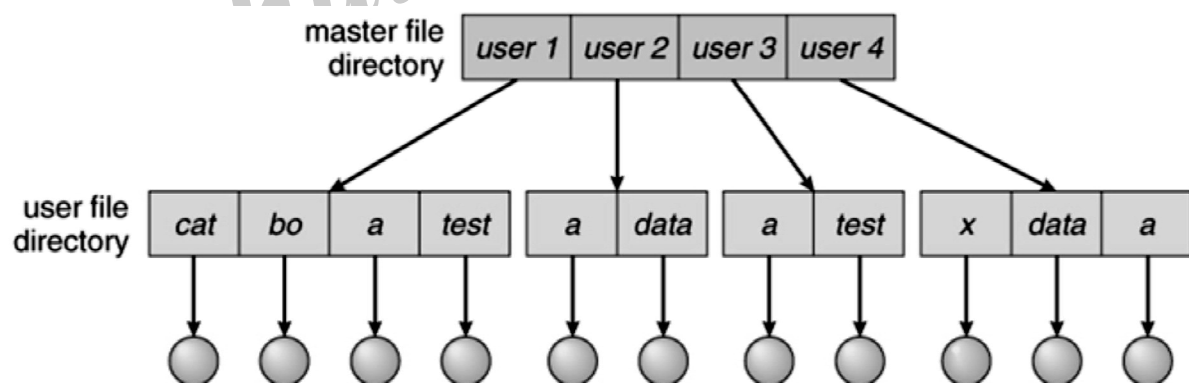 master file directory
user 1 user 2 user 3 user 4
user file directory
cat bo a test a data a test x data a